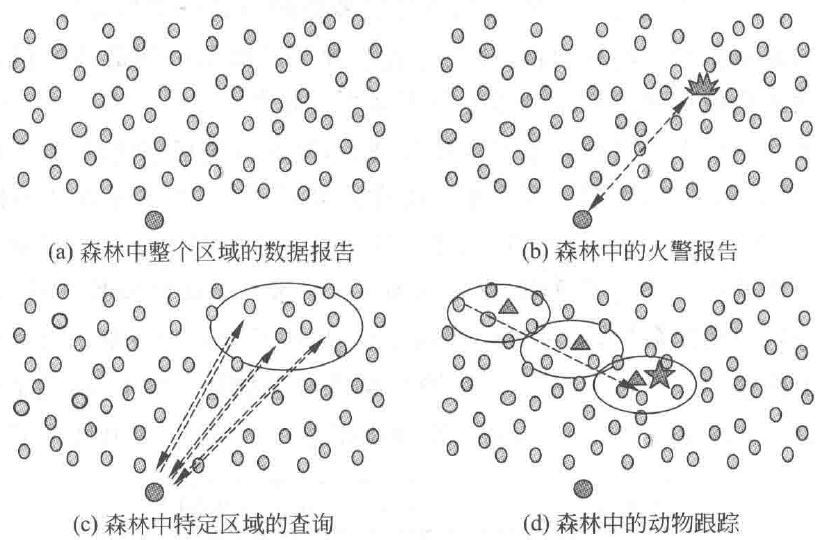 (a) 森林中整个区域的数据报告
(b) 森林中的火警报告
(c) 森林中特定区域的查询
(d) 森林中的动物跟踪